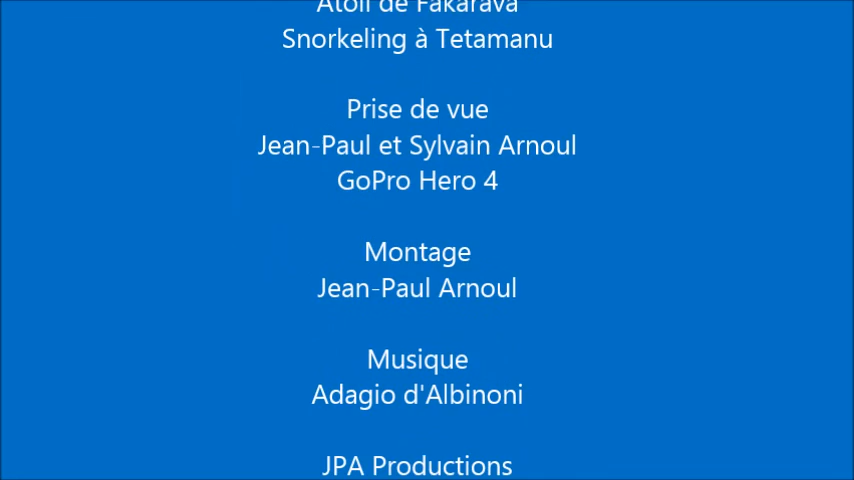 Atoll de Fakarava
Snorkeling à Tetamanu
Prise de vue
Jean-Paul et Sylvain Arnoul
GoPro Hero 4
Montage
Jean-Paul Arnoul
Musique
Adagio d'Albinoni
JPA Productions